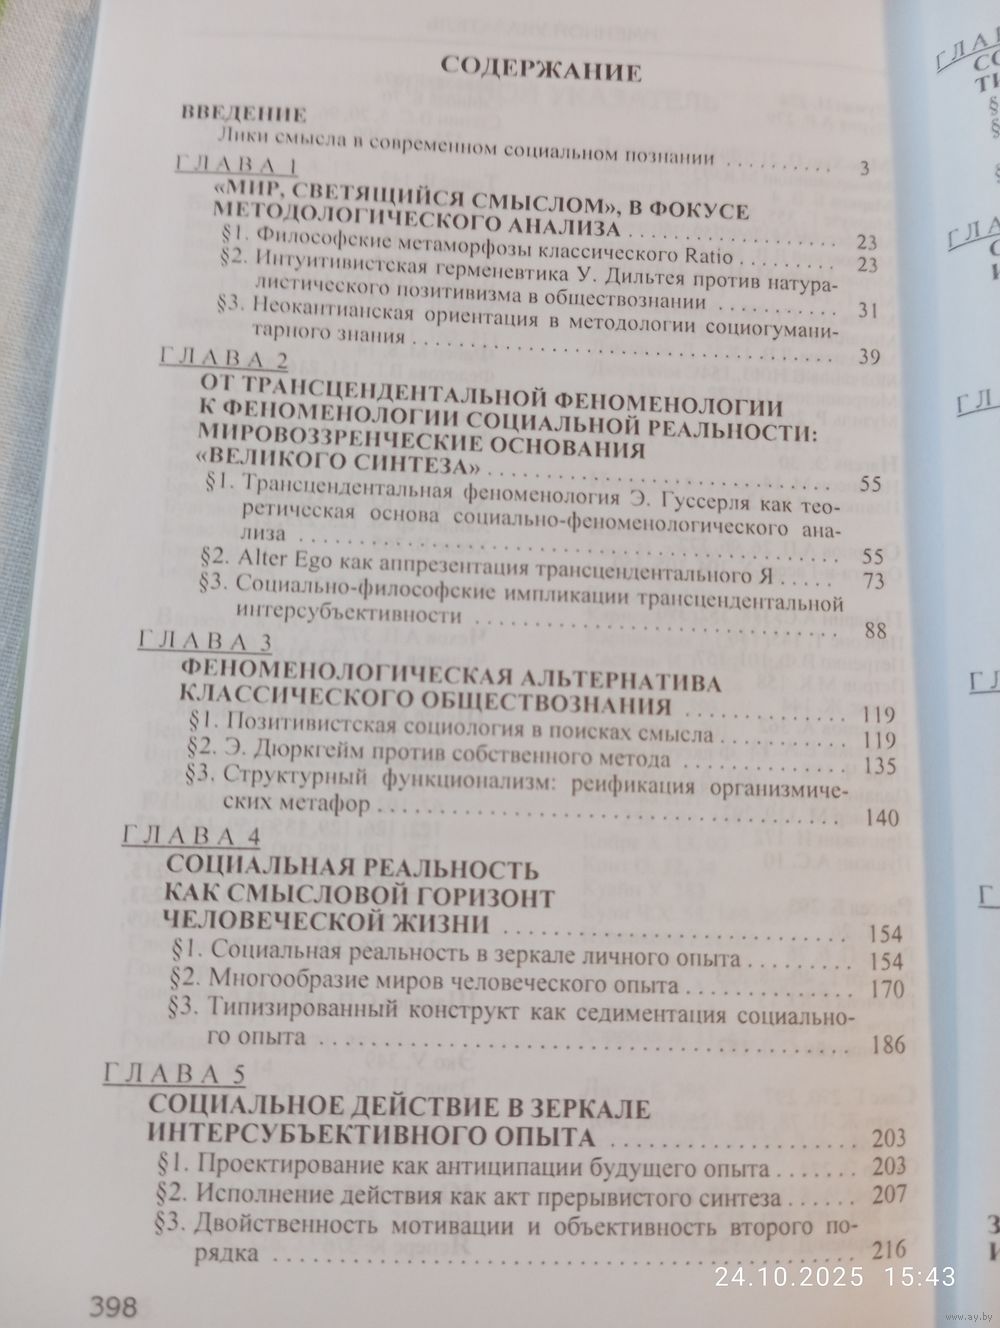 СОДЕРЖАНИЕ
ВВЕДЕНИЕ
Лики смысла в современном социальном познании . . . . . . . . . . 3
ГЛАВА 1
«МИР, СВЕТЯЩИЙСЯ СМЫСЛОМ», В ФОКУСЕ
МЕТОДОЛОГИЧЕСКОГО АНАЛИЗА . . . . . . . . . . . . . . . . . . 23
§1. Философские метаморфозы классического Ratio . . . . . . . . . 23
§2. Интуитивистская герменевтика У. Дильтея против натура-
листического позитивизма в обществознании . . . . . . . . . . . 31
§3. Неокантианская ориентация в методологии социогумани-
тарного знания . . . . . . . . . . . . . . . . . . . . . . . . . . . . . . . . . . . . 39
ГЛАВА 2
ОТ ТРАНСЦЕНДЕНТАЛЬНОЙ ФЕНОМЕНОЛОГИИ
К ФЕНОМЕНОЛОГИИ СОЦИАЛЬНОЙ РЕАЛЬНОСТИ:
МИРОВОЗЗРЕНЧЕСКИЕ ОСНОВАНИЯ
«ВЕЛИКОГО СИНТЕЗА» . . . . . . . . . . . . . . . . . . . . . . . . . . . . . 55
§1. Трансцендентальная феноменология Э. Гуссерля как тео-
ретическая основа социально-феноменологического ана-
лиза . . . . . . . . . . . . . . . . . . . . . . . . . . . . . . . . . . . . . . . . . . . . . 55
§2. Alter Ego как аппрезентация трансцендентального Я . . . . . 73
§3. Социально-философские импликации трансцендентальной
интерсубъективности . . . . . . . . . . . . . . . . . . . . . . . . . . . . . . 88
ГЛАВА 3
ФЕНОМЕНОЛОГИЧЕСКАЯ АЛЬТЕРНАТИВА
КЛАССИЧЕСКОГО ОБЩЕСТВОЗНАНИЯ . . . . . . . . . . . . . . 119
§1. Позитивистская социология в поисках смысла . . . . . . . . . . . 119
§2. Э. Дюркгейм против собственного метода . . . . . . . . . . . . . . 135
§3. Структурный функционализм: реификация организмиче-
ских метафор . . . . . . . . . . . . . . . . . . . . . . . . . . . . . . . . . . . . . . 140
ГЛАВА 4
СОЦИАЛЬНАЯ РЕАЛЬНОСТЬ
КАК СМЫСЛОВОЙ ГОРИЗОНТ
ЧЕЛОВЕЧЕСКОЙ ЖИЗНИ . . . . . . . . . . . . . . . . . . . . . . . . . . . . 154
§1. Социальная реальность в зеркале личного опыта . . . . . . . . . 154
§2. Многообразие миров человеческого опыта . . . . . . . . . . . . . . 170
§3. Типизированный конструкт как седиментация социально-
го опыта . . . . . . . . . . . . . . . . . . . . . . . . . . . . . . . . . . . . . . . . . . 186
ГЛАВА 5
СОЦИАЛЬНОЕ ДЕЙСТВИЕ В ЗЕРКАЛЕ
ИНТЕРСУБЪЕКТИВНОГО ОПЫТА . . . . . . . . . . . . . . . . . . . . 203
§1. Проектирование как антиципации будущего опыта . . . . . . . 203
§2. Исполнение действия как акт прерывистого синтеза . . . . . . 207
§3. Двойственность мотивации и объективность второго по-
рядка . . . . . . . . . . . . . . . . . . . . . . . . . . . . . . . . . . . . . . . . . . . . . 216
24.10.2025 15:43
398
www.ay.by